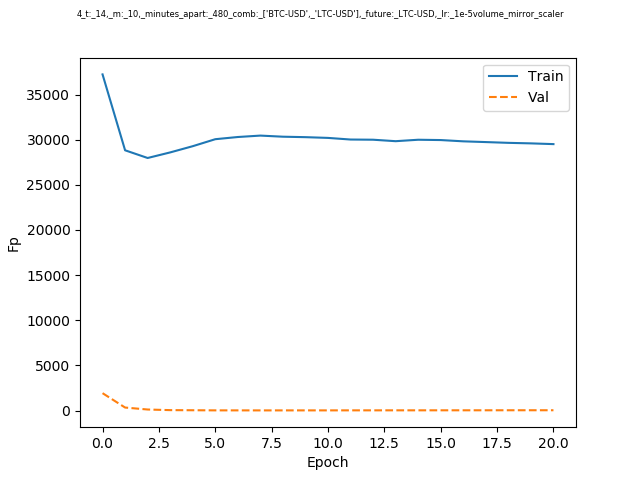 4_t:_14,_m:_10,_minutes_apart:_480_comb:_['BTC-USD',_'LTC-USD'],_future:_LTC-USD,_lr:_1e-5volume_mirror_scaler
Train
Val
35000
30000
25000
20000
15000
10000
5000
0
Fp
0.0 2.5 5.0 7.5 10.0 12.5 15.0 17.5 20.0
Epoch